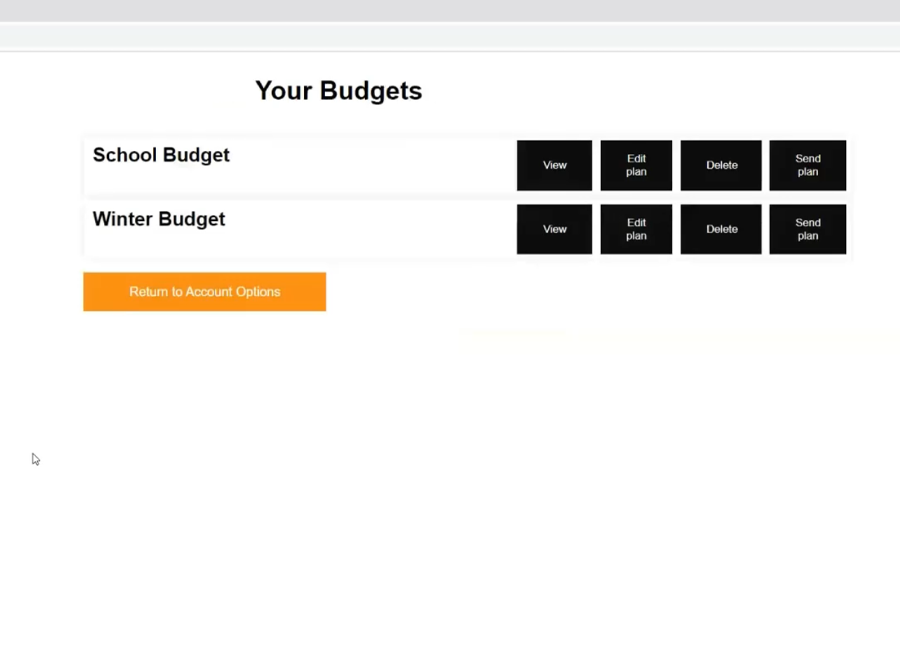 Your Budgets
School Budget
View
Edit
plan
Delete
Send
plan
Winter Budget
View
Edit
plan
Delete
Send
plan
Return to Account Options